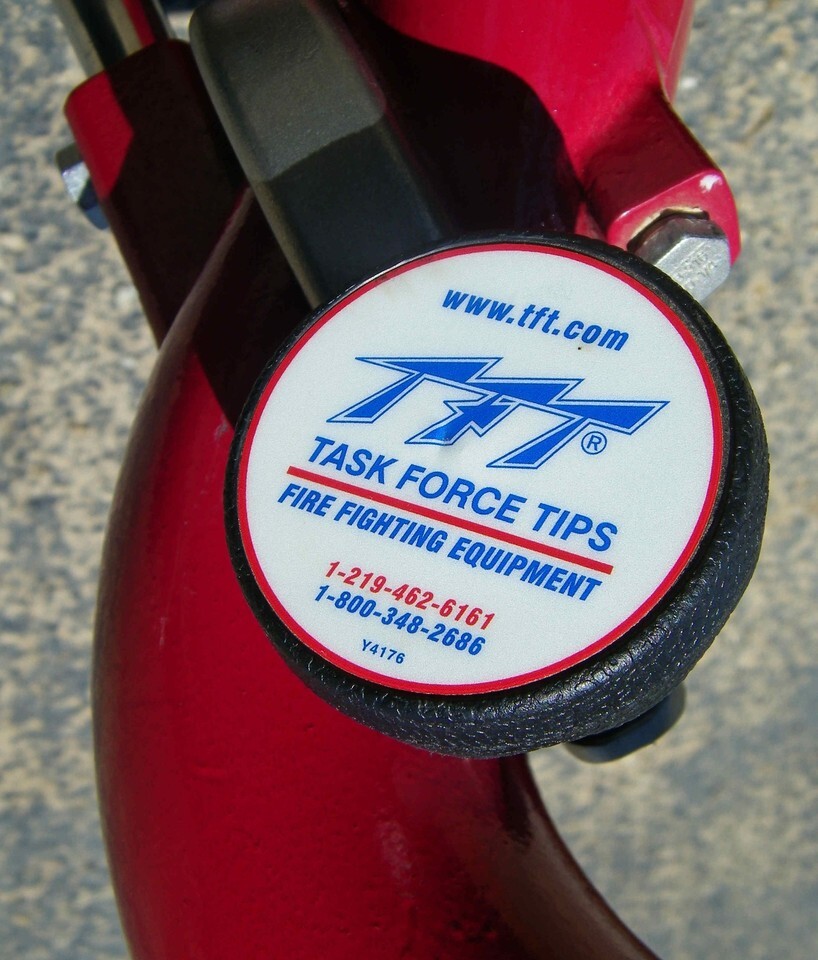 www.tft.com
TFT®
TASK FORCE TIPS
FIRE FIGHTING EQUIPMENT
1-219-462-6161
1-800-348-2686
Y4176